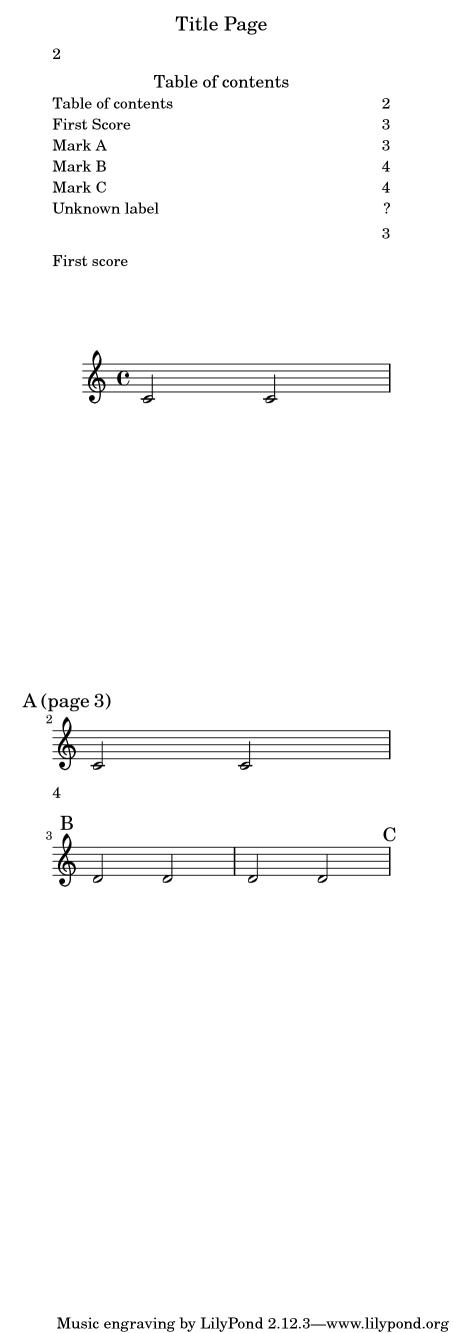 Title Page
2
Table of contents
Table of contents 2
First Score 3
Mark A 3
Mark B 4
Mark C 4
Unknown label ?
3
First score
A (page 3)
2
4
B
C
3
Music engraving by LilyPond 2.12.3—www.lilypond.org